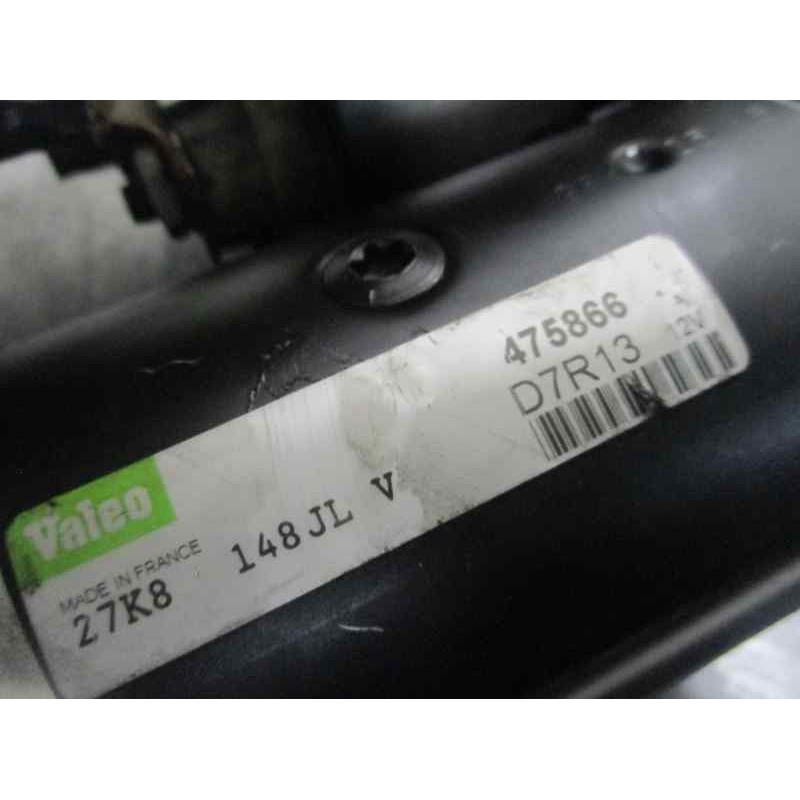 Valeo
MADE IN FRANCE
27K8 148JL V
475866
D7R13 12V